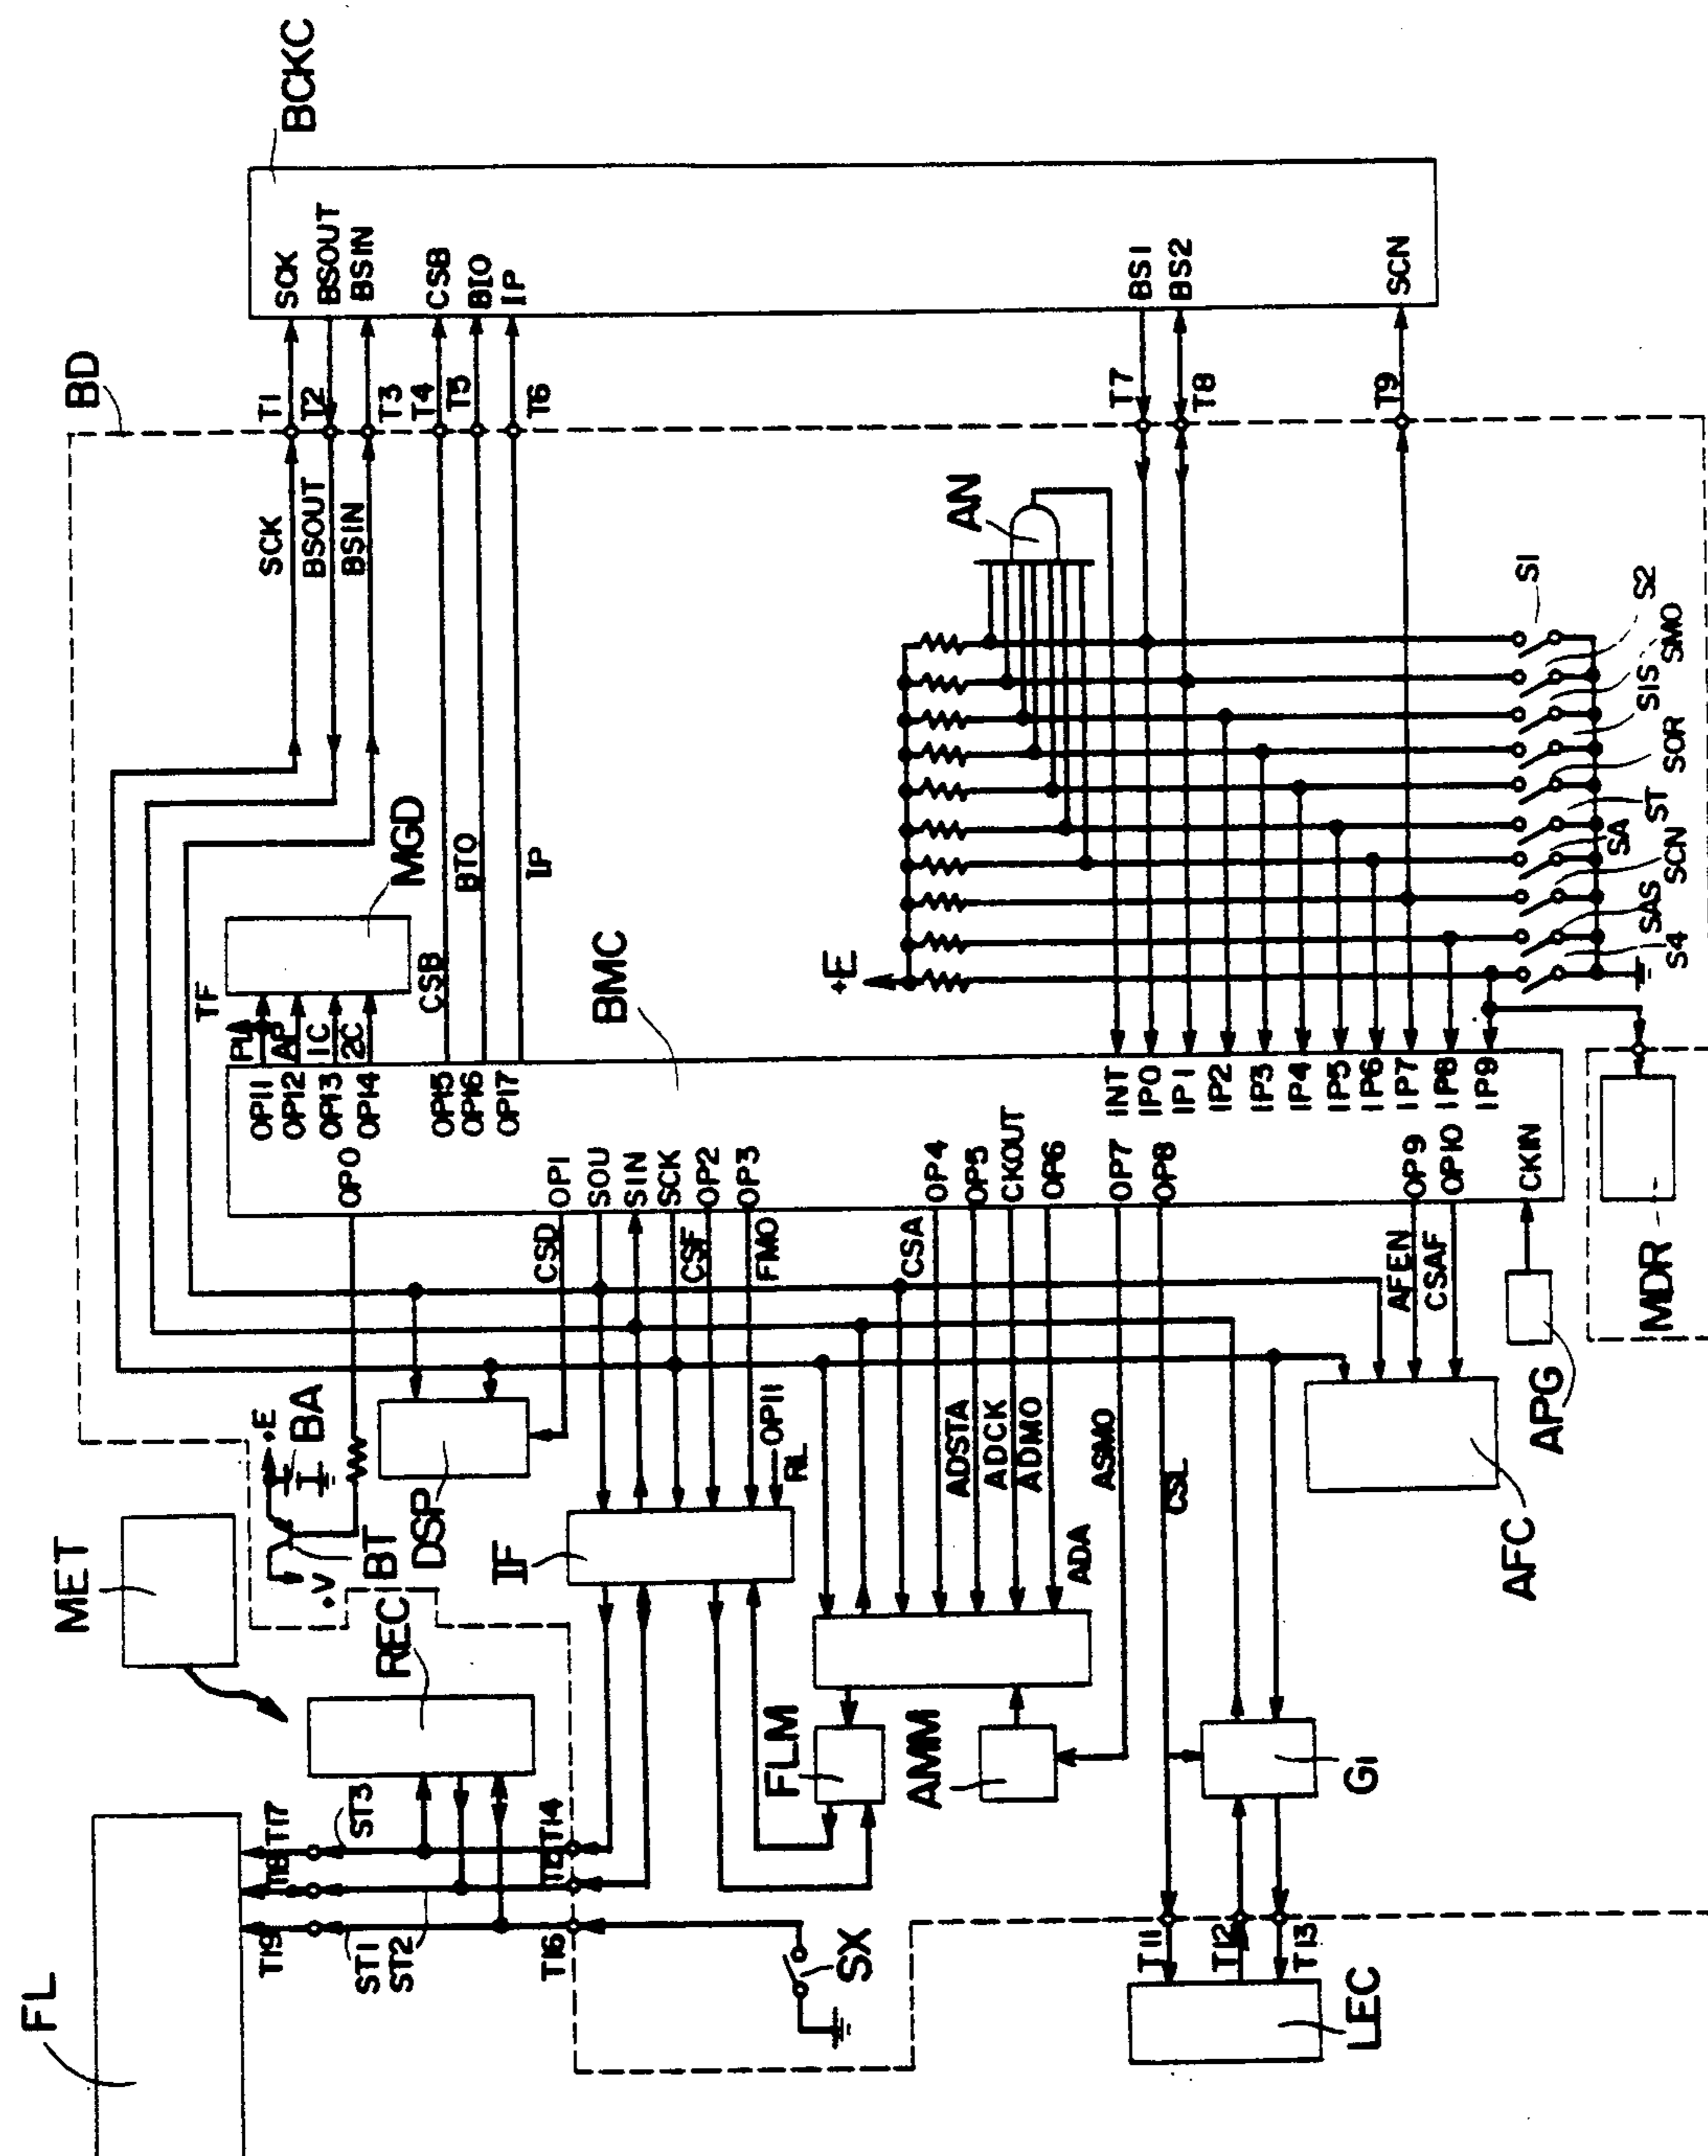 BCKC
SCK
BSOUT
BSIN
CSB
BIO
IP
BS1
BS2
SCN
BD
T1
T2
T3
T4
T5
T6
T7
T8
T9
SCK
BSOUT
BSIN
AN
S1
S2
SMO
SIS
SOR
ST
SA
SCN
SAS
S4
MGD
TF
PL
AP
1C
2C
CSB
BTO
IP
+E
BMC
OP11
OP12
OP13
OP14
OP15
OP16
OP17
INT
IP0
IP1
IP2
IP3
IP4
IP5
IP6
IP7
IP8
IP9
OP0
OP1
SOU
SIN
SCK
OP2
OP3
OP4
OP5
CKOUT
OP6
OP7
OP8
OP9
OP10
CKIN
MDR
CSD
CSF
FMO
CSA
AFEN
CSAF
APG
+E
BA
OP11
RL
ADSTA
ADCK
ADMO
ASMO
CSL
MET
+V
BT
DSP
IF
ADA
AFC
REC
FLM
AMM
G1
FL
T17
T18
T19
ST3
ST1
ST2
T14
T15
T16
SX
T11
T12
T13
LEC